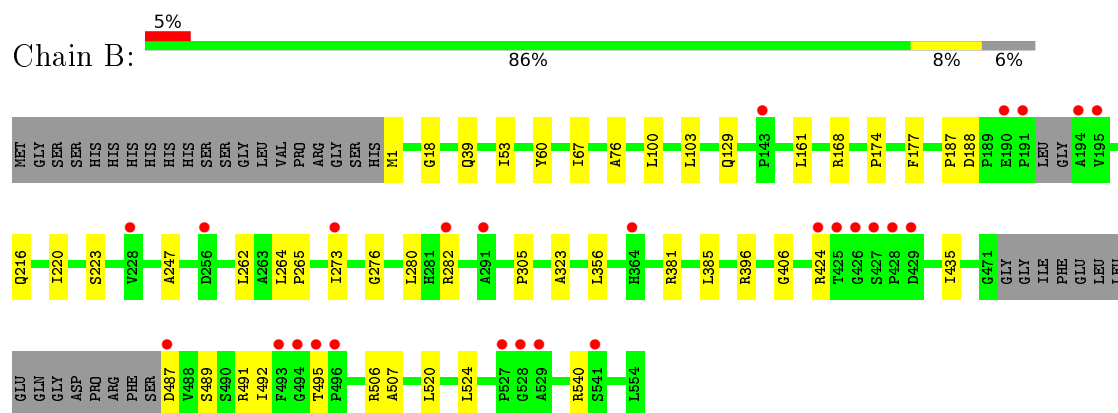 5%
Chain B:
86% 8% 6%
MET GLY SER SER HIS HIS HIS HIS HIS HIS HIS SER SER GLY LEU VAL PRO ARG GLY SER HIS M1 G18 Q39 I53 Y60 I67 A76 L100 L103 Q129 P143 L161 R168 P174 F177 P187 D188 P189 E190 P191 LEU GLY A194 V195
Q216 I220 S223 V228 A247 D256 L262 A263 L264 P265 I273 G276 L280 H281 R282 A291 P305 A323 L356 H364 R381 L385 R396 G406 R424 T425 G426 S427 P428 D429 I435 G471 GLY GLY ILE PHE GLU LEU LEU
GLU GLN GLY ASP PRO ARG PHE SER D487 V488 S489 S490 R491 I492 F493 G494 T495 P496 R506 A507 L520 L524 P527 G528 A529 R540 S541 L554